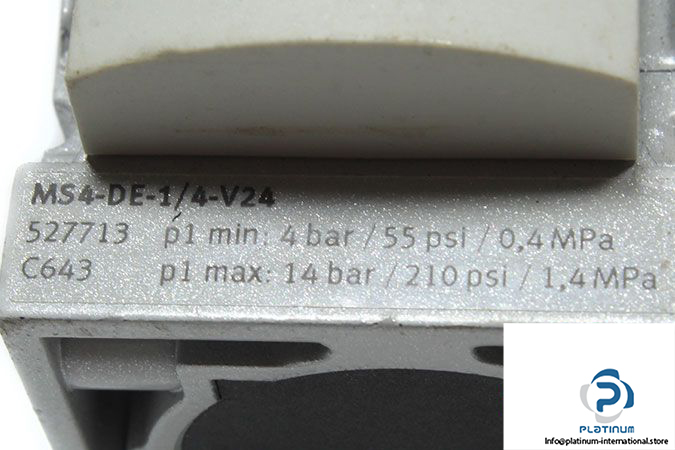 MS4-DE-1/4-V24
527713 p1 min: 4 bar / 55 psi / 0,4 MPa
C643 p1 max: 14 bar / 210 psi / 1,4 MPa
PLATINUM
Info@platinum-international.store